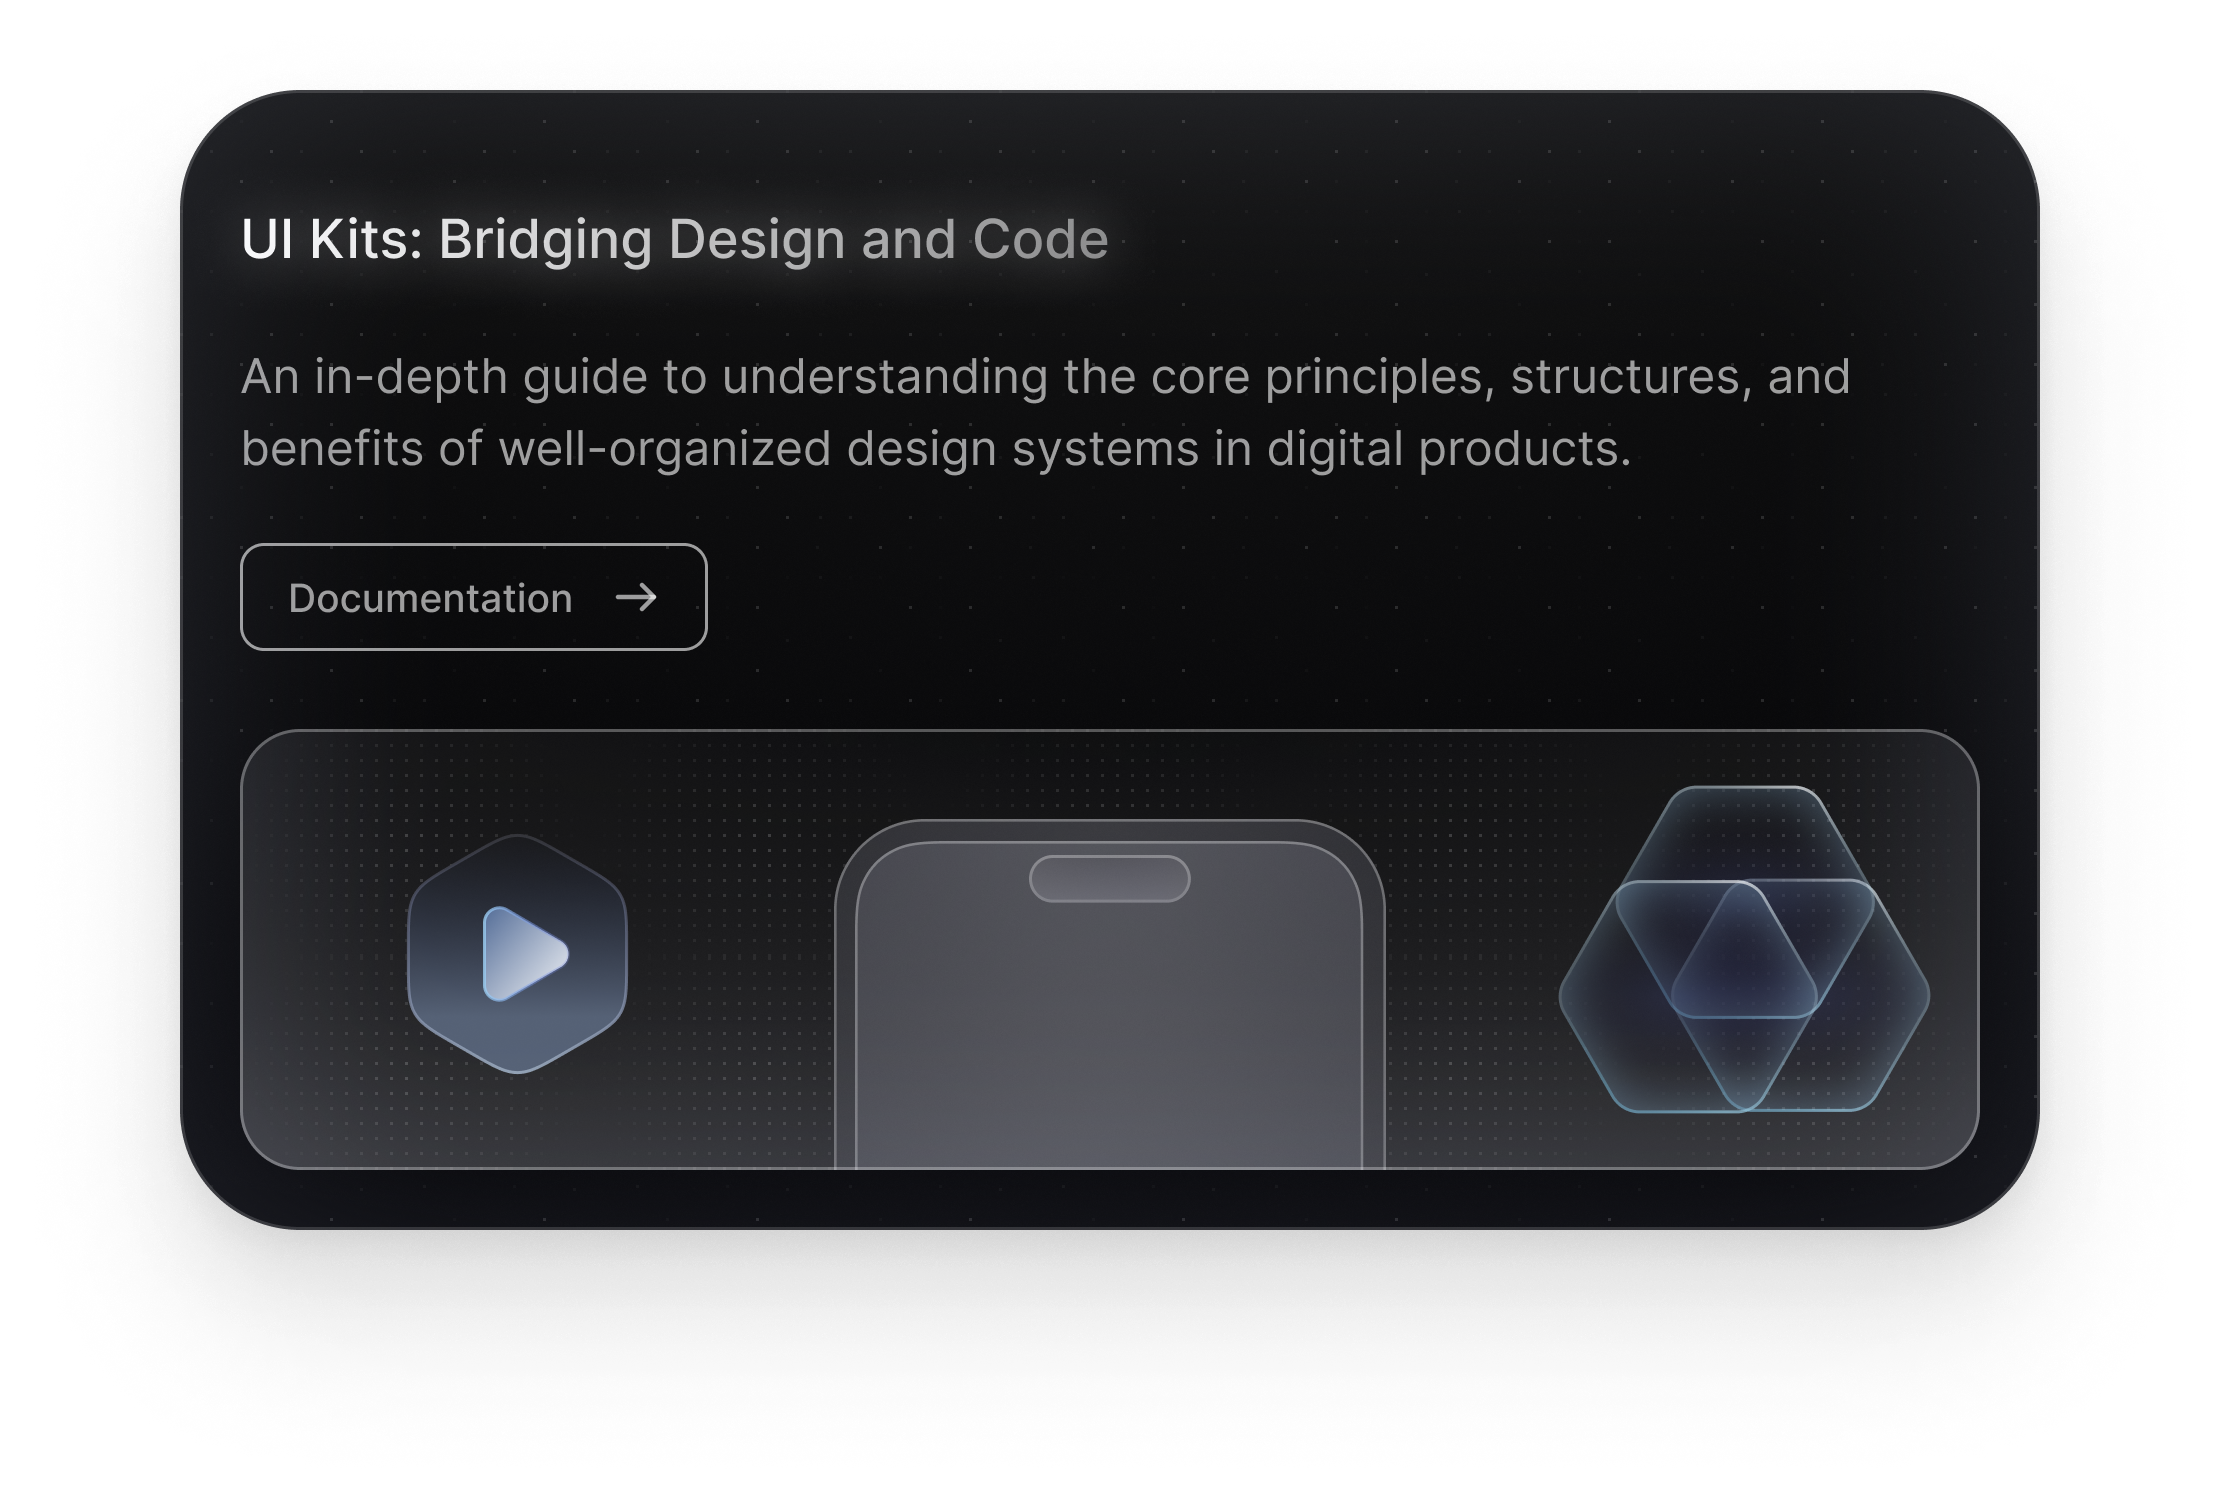 UI Kits: Bridging Design and Code
An in-depth guide to understanding the core principles, structures, and
benefits of well-organized design systems in digital products.
Documentation